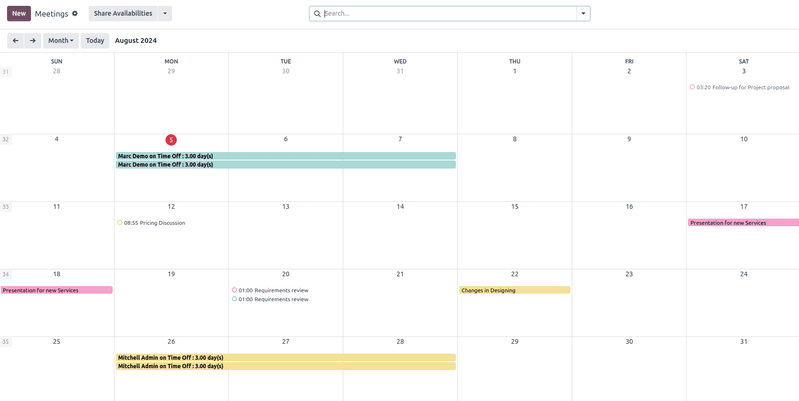 New Meetings Share Availabilities Search...
Month Today August 2024
SUN MON TUE WED THU FRI SAT
31 28 29 30 31 1 2 3
03:20 Follow-up for Project proposal
32 4 5 6 7 8 9 10
Marc Demo on Time Off : 3.00 day(s)
Marc Demo on Time Off : 3.00 day(s)
33 11 12 13 14 15 16 17
08:55 Pricing Discussion Presentation for new Services
34 18 19 20 21 22 23 24
Presentation for new Services 01:00 Requirements review Changes in Designing
01:00 Requirements review
35 25 26 27 28 29 30 31
Mitchell Admin on Time Off : 3.00 day(s)
Mitchell Admin on Time Off : 3.00 day(s)